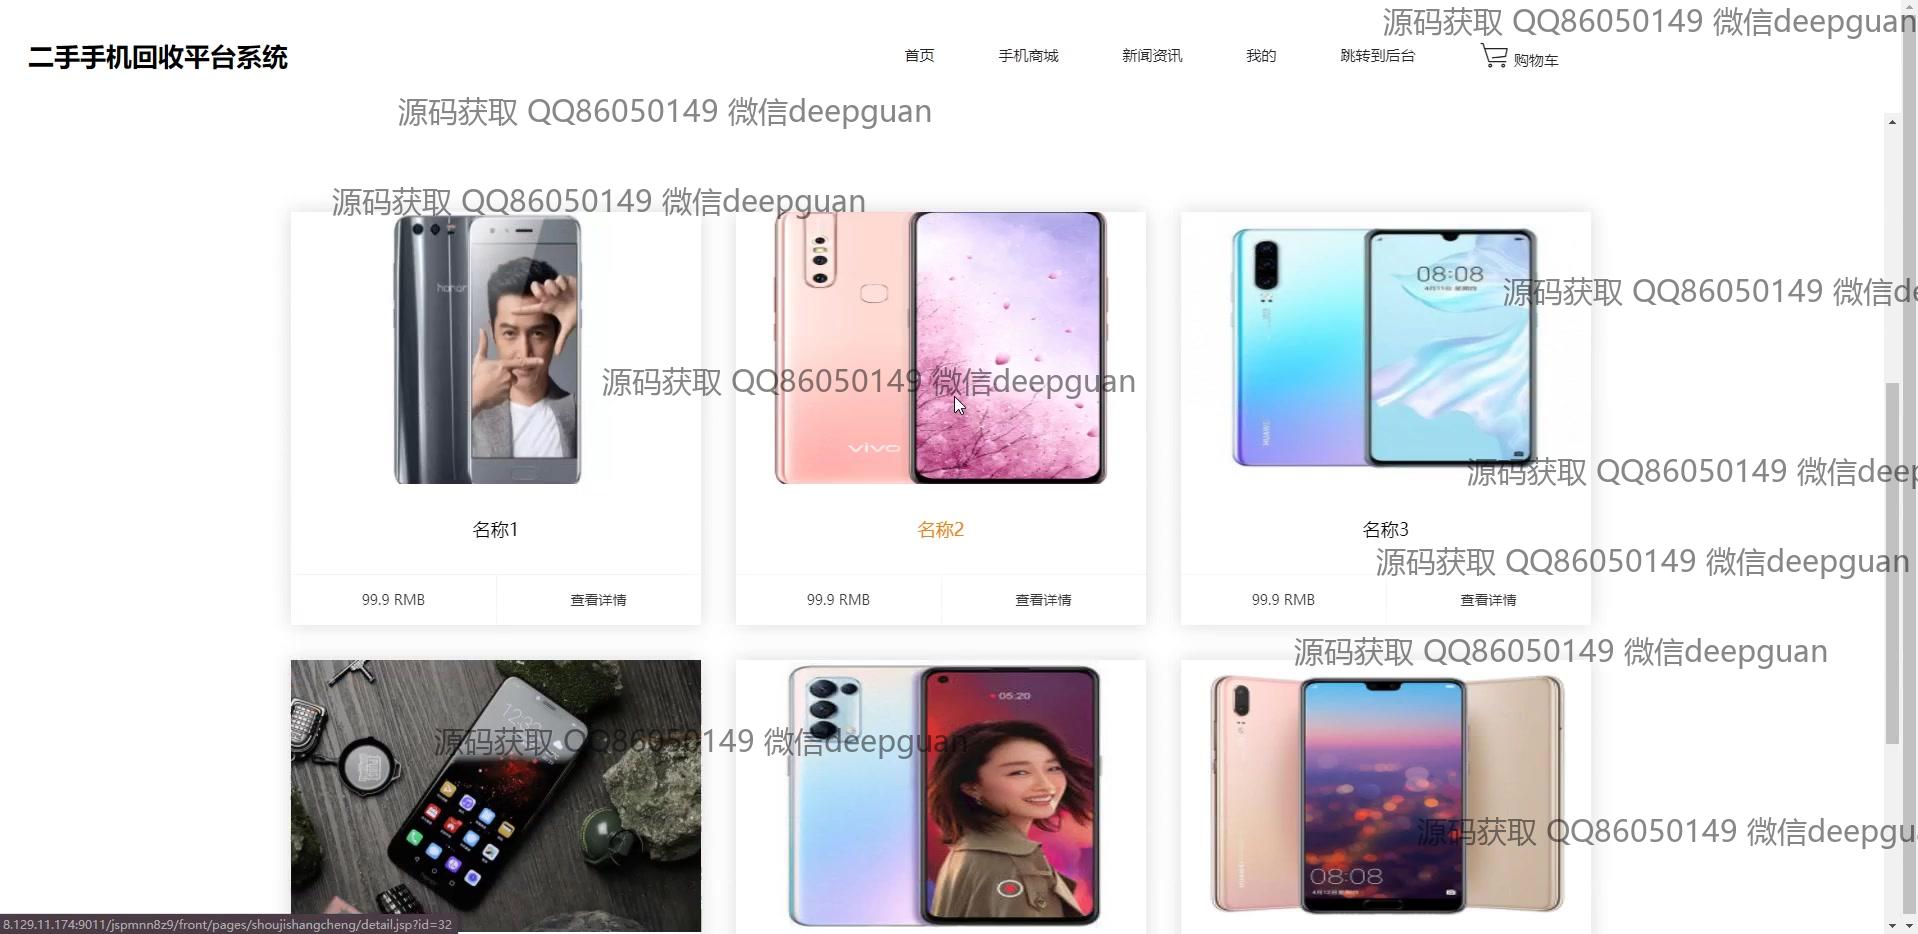 源码获取 QQ86050149 微信deepguan
二手手机回收平台系统
首页 手机商城 新闻资讯 我的 跳转到后台 购物车
源码获取 QQ86050149 微信deepguan
源码获取 QQ86050149 微信deepguan
honor
08:08
源码获取 QQ86050149 微信de
源码获取 QQ86050149 微信deepguan
vivo
HUAWEI
源码获取 QQ86050149 微信deep
名称1 名称2 名称3
源码获取 QQ86050149 微信deepguan
99.9 RMB 查看详情 99.9 RMB 查看详情 99.9 RMB 查看详情
源码获取 QQ86050149 微信deepguan
05:20
源码获取 QQ86050149 微信deepguan
源码获取 QQ86050149 微信deepgu
08:08
8.129.11.174:9011/jspmnn8z9/front/pages/shoujishangcheng/detail.jsp?id=32